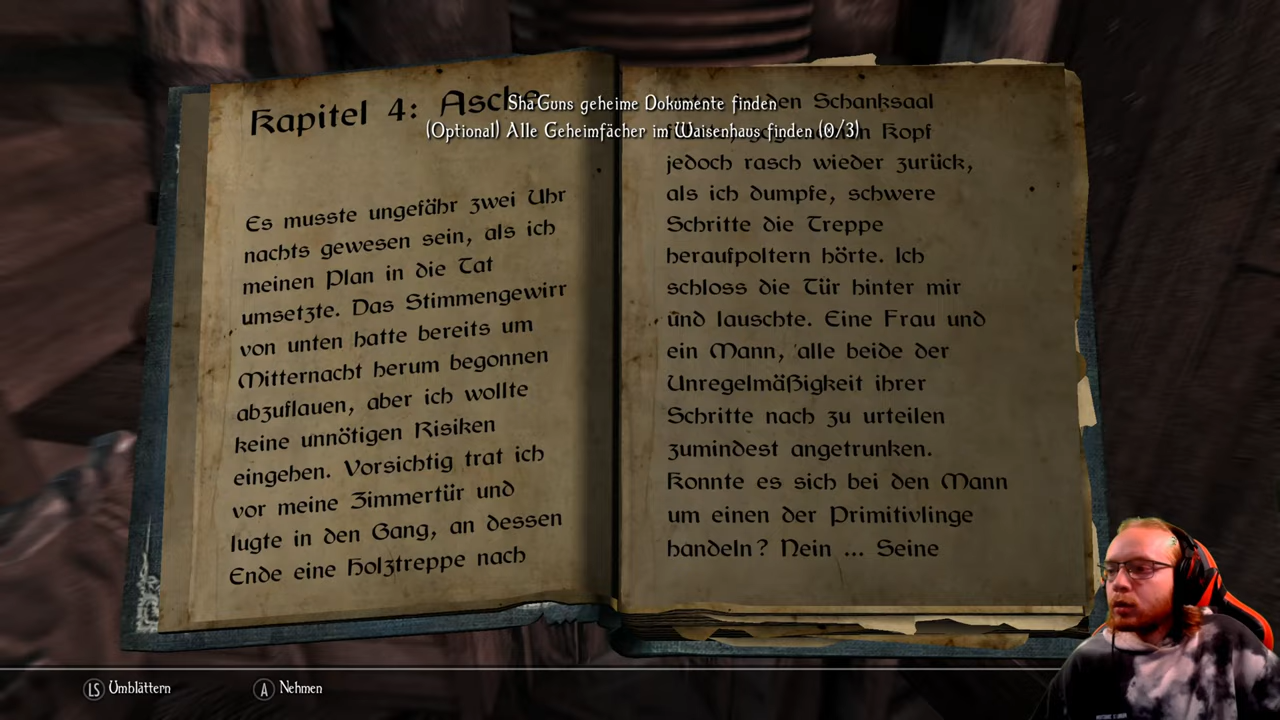 Kapitel 4: Asche
Sha'Guns geheime Dokumente finden
(Optional) Alle Geheimfächer im Waisenhaus finden (0/3)
Es musste ungefähr zwei Uhr
nachts gewesen sein, als ich
meinen Plan in die Tat
umsetzte. Das Stimmengewirr
von unten hatte bereits um
Mitternacht herum begonnen
abzuflauen, aber ich wollte
keine unnötigen Risiken
eingehen. Vorsichtig trat ich
vor meine Zimmertür und
lugte in den Gang, an dessen
Ende eine Holztreppe nach
den Schanksaal
Kopf
jedoch rasch wieder zurück,
als ich dumpfe, schwere
Schritte die Treppe
heraufpoltern hörte. Ich
schloss die Tür hinter mir
und lauschte. Eine Frau und
ein Mann, alle beide der
Unregelmäßigkeit ihrer
Schritte nach zu urteilen
zumindest angetrunken.
Konnte es sich bei den Mann
um einen der Primitivlinge
handeln? Nein ... Seine
LS Umblättern
A Nehmen